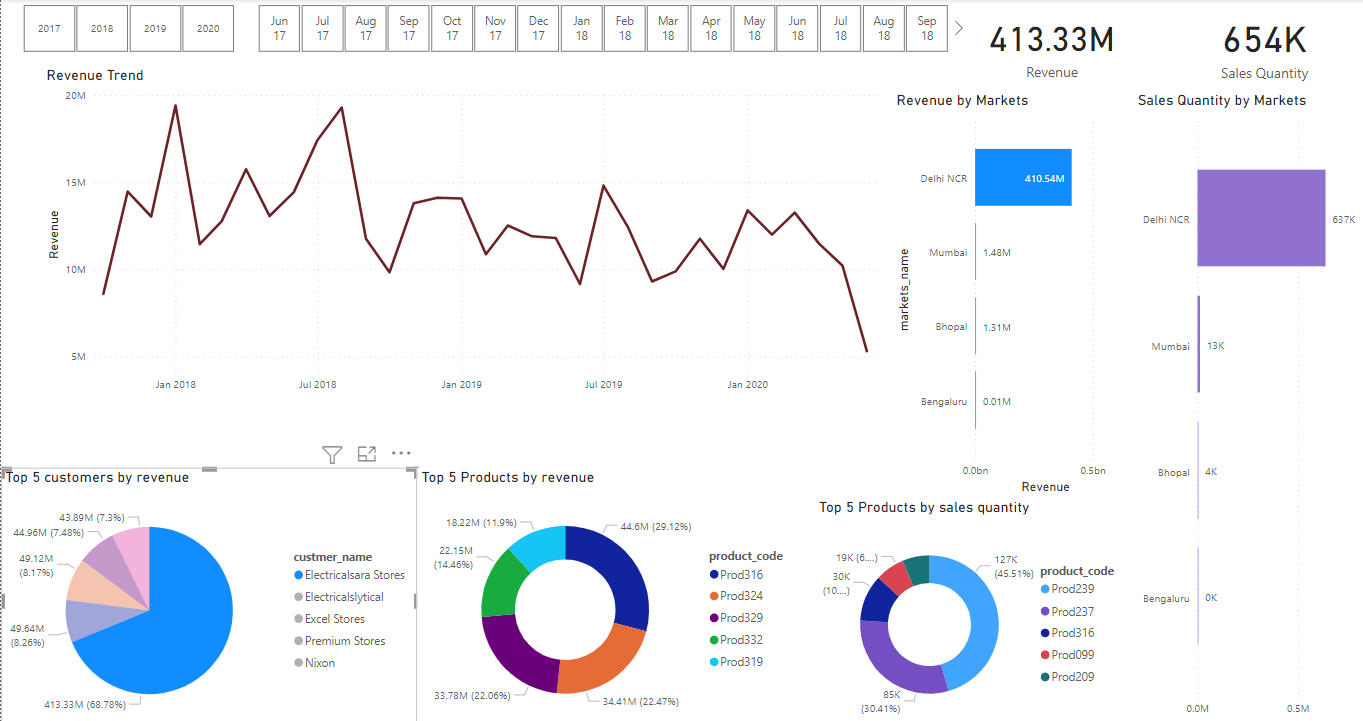 2017 2018 2019 2020
Jun 17 Jul 17 Aug 17 Sep 17 Oct 17 Nov 17 Dec 17 Jan 18 Feb 18 Mar 18 Apr 18 May 18 Jun 18 Jul 18 Aug 18 Sep 18
413.33M
Revenue
654K
Sales Quantity
Revenue Trend
20M
15M
10M
5M
Revenue
Jan 2018 Jul 2018 Jan 2019 Jul 2019 Jan 2020
Revenue by Markets
markets_name
Delhi NCR 410.54M
Mumbai 1.48M
Bhopal 1.31M
Bengaluru 0.01M
0.0bn 0.5bn
Revenue
Sales Quantity by Markets
Delhi NCR 637K
Mumbai 13K
Bhopal 4K
Bengaluru 0K
0.0M 0.5M
Top 5 customers by revenue
43.89M (7.3%)
44.96M (7.48%)
49.12M
(8.17%)
49.64M
(8.26%)
413.33M (68.78%)
custmer_name
Electricalsara Stores
Electricalslytical
Excel Stores
Premium Stores
Nixon
Top 5 Products by revenue
18.22M (11.9%)
44.6M (29.12%)
22.15M
(14.46%)
33.78M (22.06%)
34.41M (22.47%)
product_code
Prod316
Prod324
Prod329
Prod332
Prod319
Top 5 Products by sales quantity
19K (6....)
127K
(45.51%)
30K
(10....)
85K
(30.41%)
product_code
Prod239
Prod237
Prod316
Prod099
Prod209